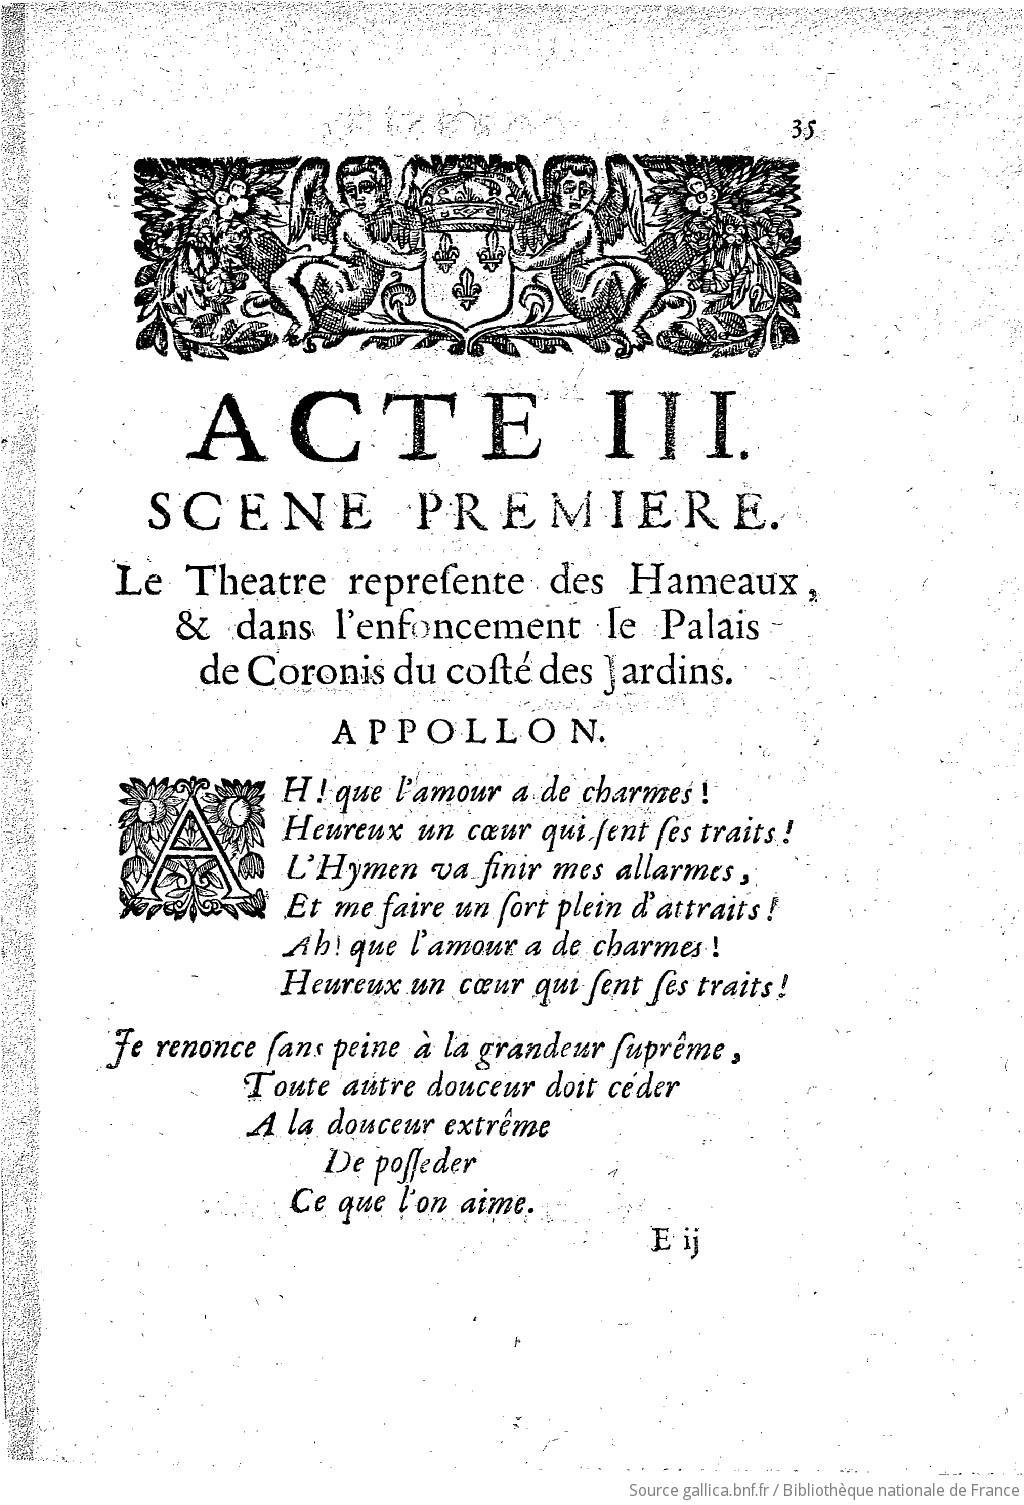 35
ACTE III.
SCENE PREMIERE.
Le Theatre repreſente des Hameaux,
& dans l'enfoncement le Palais
de Coronis du coſté des Jardins.
APPOLLON.
AH! que l'amour a de charmes!
Heureux un cœur qui ſent ſes traits!
L'Hymen va finir mes allarmes,
Et me faire un ſort plein d'attraits!
Ah! que l'amour a de charmes!
Heureux un cœur qui ſent ſes traits!
Je renonce ſans peine à la grandeur ſuprême,
Toute autre douceur doit céder
A la douceur extrême
De poſſeder
Ce que l'on aime.
E ij
Source gallica.bnf.fr / Bibliothèque nationale de France